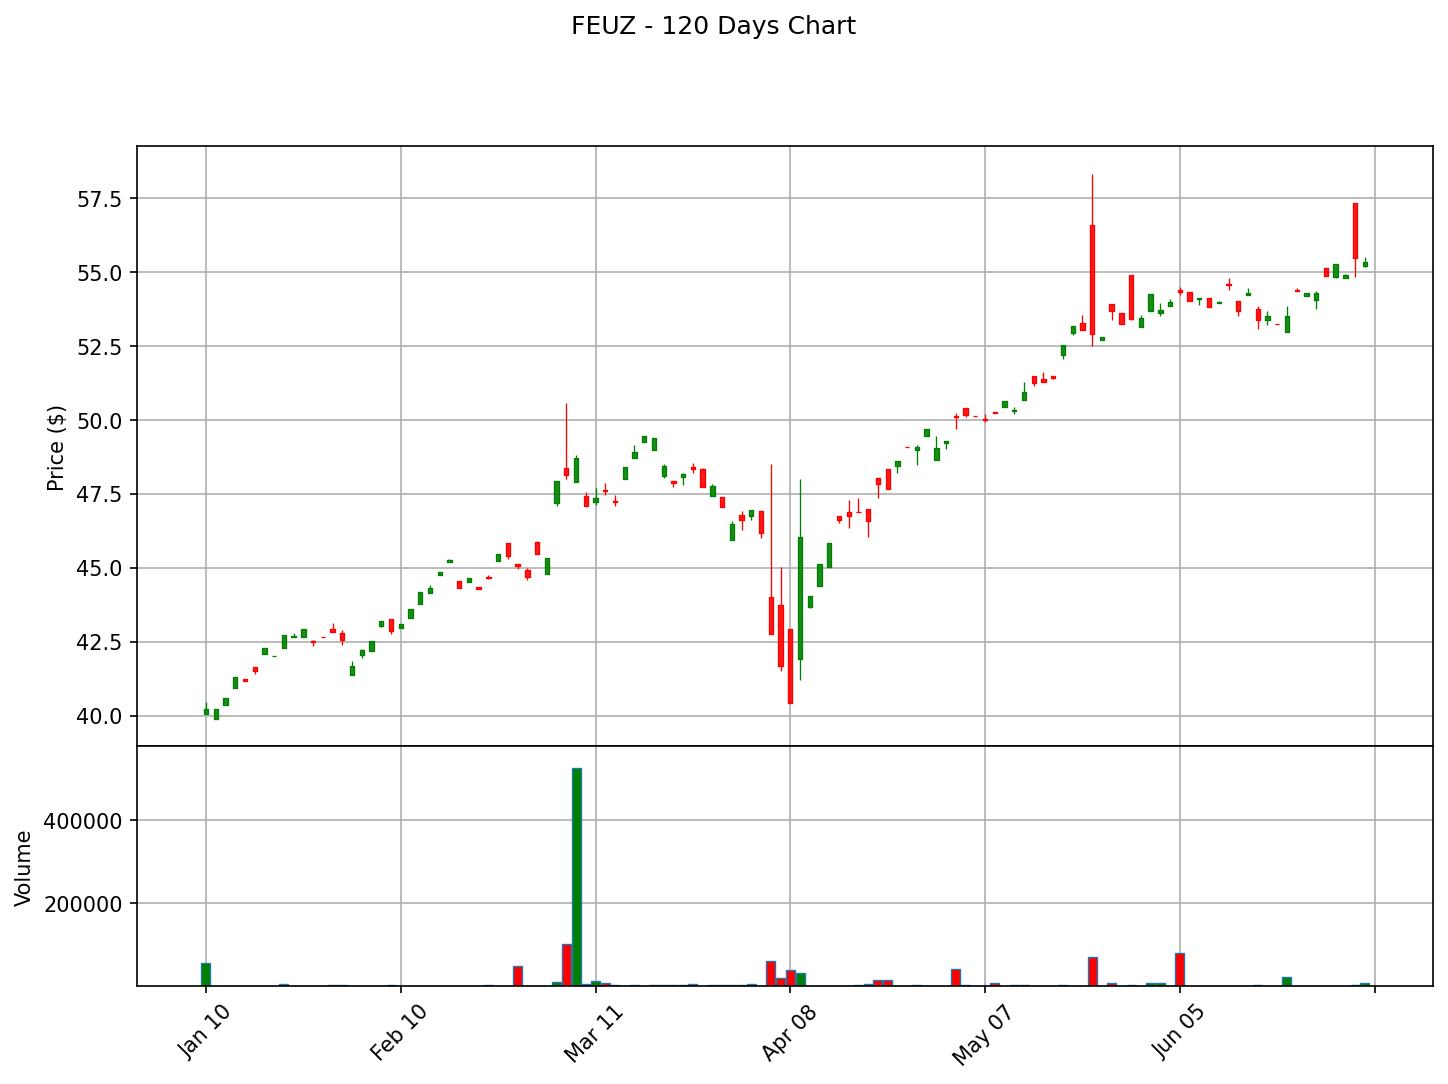 FEUZ - 120 Days Chart
Price ($)
57.5
55.0
52.5
50.0
47.5
45.0
42.5
40.0
Volume
400000
200000
Jan 10
Feb 10
Mar 11
Apr 08
May 07
Jun 05